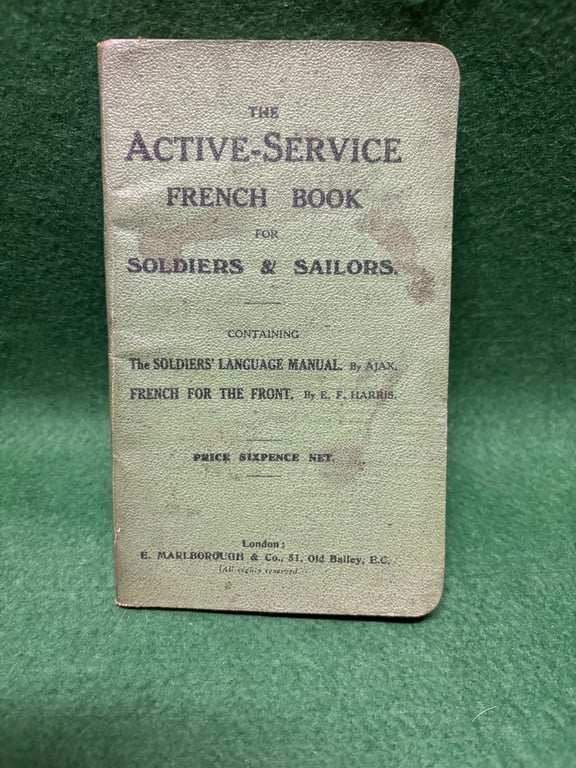 THE
ACTIVE-SERVICE
FRENCH BOOK
FOR
SOLDIERS & SAILORS.
CONTAINING
The SOLDIERS' LANGUAGE MANUAL. By AJAX.
FRENCH FOR THE FRONT. By E. F. HARRIS.
PRICE SIXPENCE NET.
London:
E. MARLBOROUGH & Co., 51, Old Bailey, E.C.
(All rights reserved.)